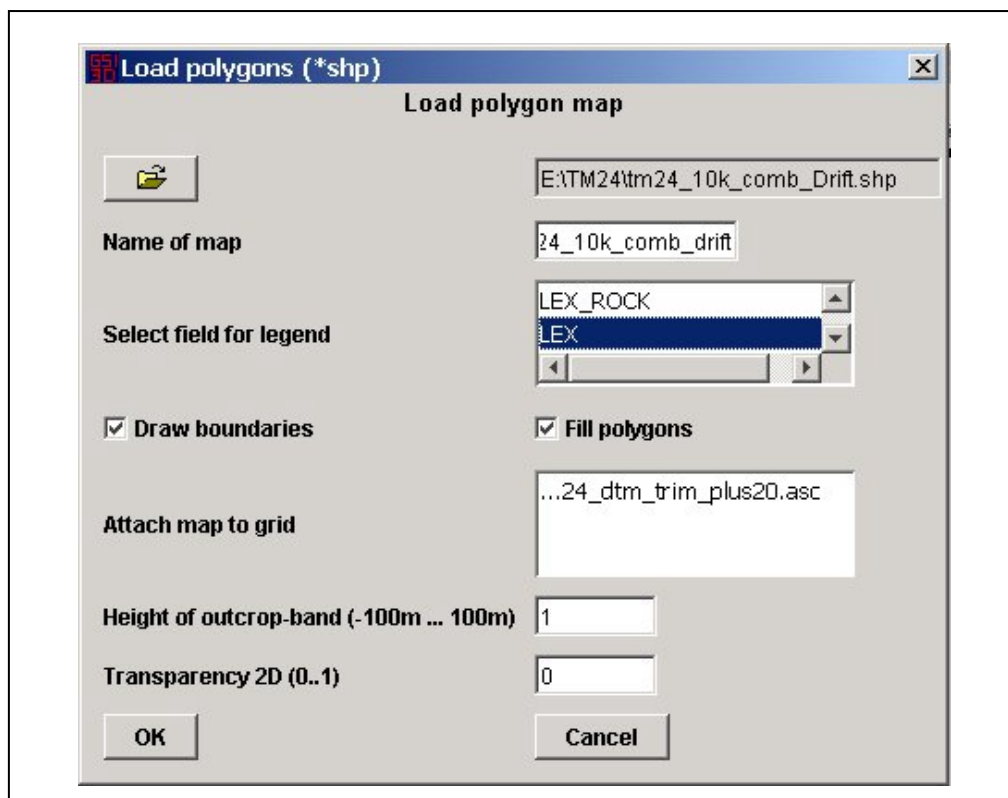 GSI3D Load polygons (*shp)
Load polygon map
E:\TM24\tm24_10k_comb_Drift.shp
Name of map 24_10k_comb_drift
Select field for legend LEX_ROCK
LEX
Draw boundaries Fill polygons
Attach map to grid ...24_dtm_trim_plus20.asc
Height of outcrop-band (-100m ... 100m) 1
Transparency 2D (0..1) 0
OK Cancel